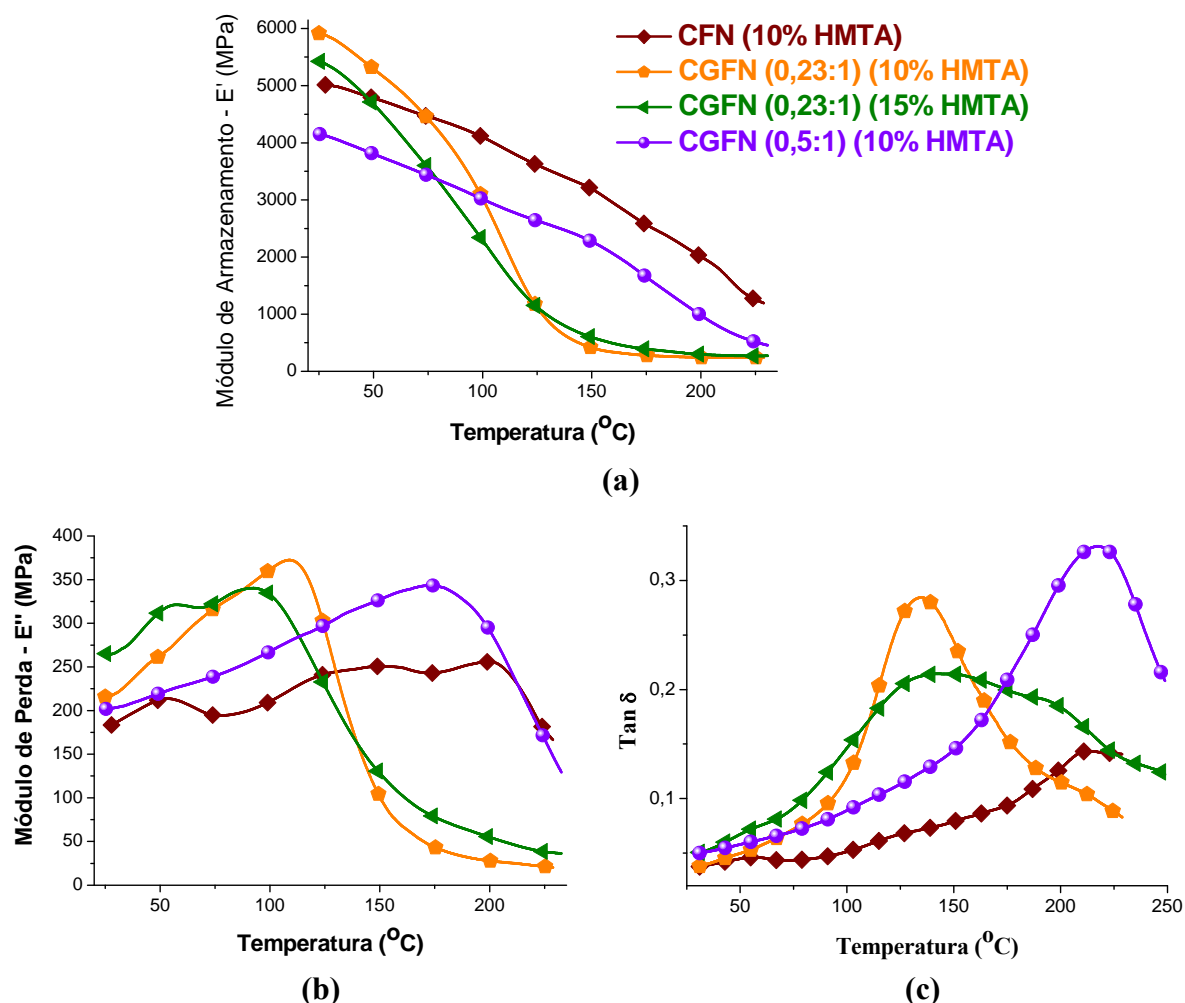 CFN (10% HMTA)
CGFN (0,23:1) (10% HMTA)
CGFN (0,23:1) (15% HMTA)
CGFN (0,5:1) (10% HMTA)
Módulo de Armazenamento - E' (MPa)
6000
5000
4000
3000
2000
1000
0
50
100
150
200
Temperatura (ºC)
(a)
Módulo de Perda - E'' (MPa)
400
350
300
250
200
150
100
50
0
50
100
150
200
Temperatura (ºC)
(b)
Tan δ
0,3
0,2
0,1
50
100
150
200
250
Temperatura (ºC)
(c)